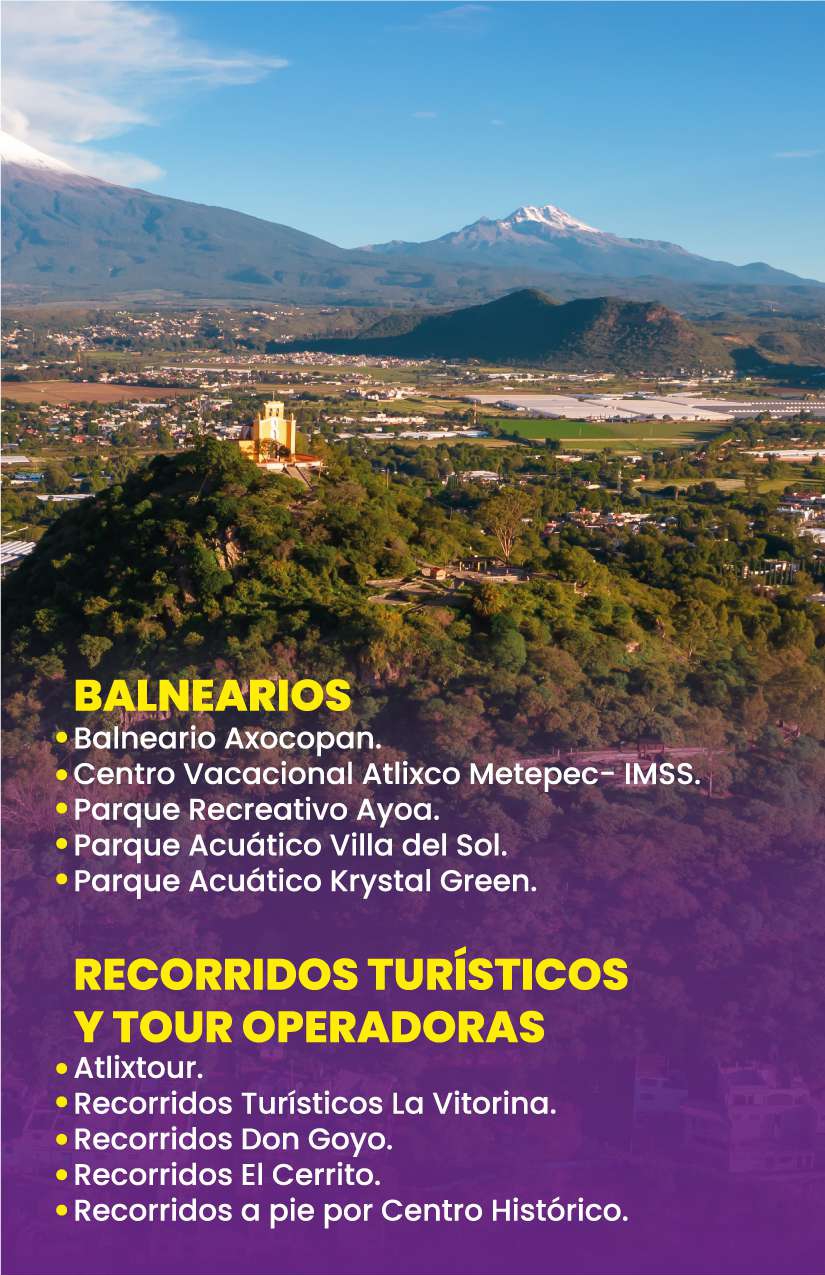 BALNEARIOS
• Balneario Axocopan.
• Centro Vacacional Atlixco Metepec- IMSS.
• Parque Recreativo Ayoa.
• Parque Acuático Villa del Sol.
• Parque Acuático Krystal Green.
RECORRIDOS TURÍSTICOS
Y TOUR OPERADORAS
• Atlixtour.
• Recorridos Turísticos La Vitorina.
• Recorridos Don Goyo.
• Recorridos El Cerrito.
• Recorridos a pie por Centro Histórico.